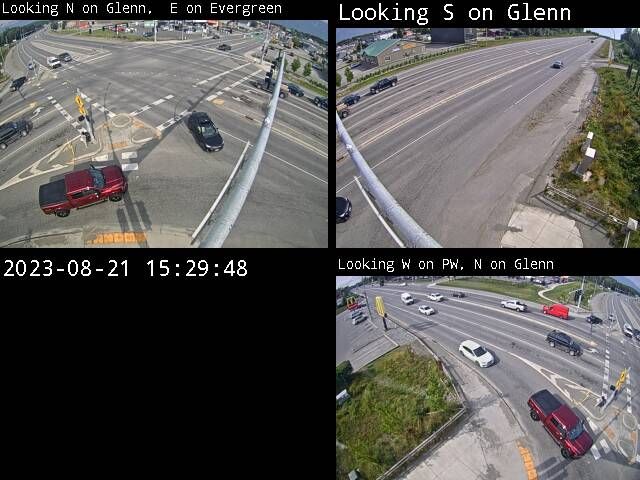 Looking N on Glenn,  E on Evergreen
Looking S on Glenn
2023-08-21 15:29:48
Looking W on PW, N on Glenn